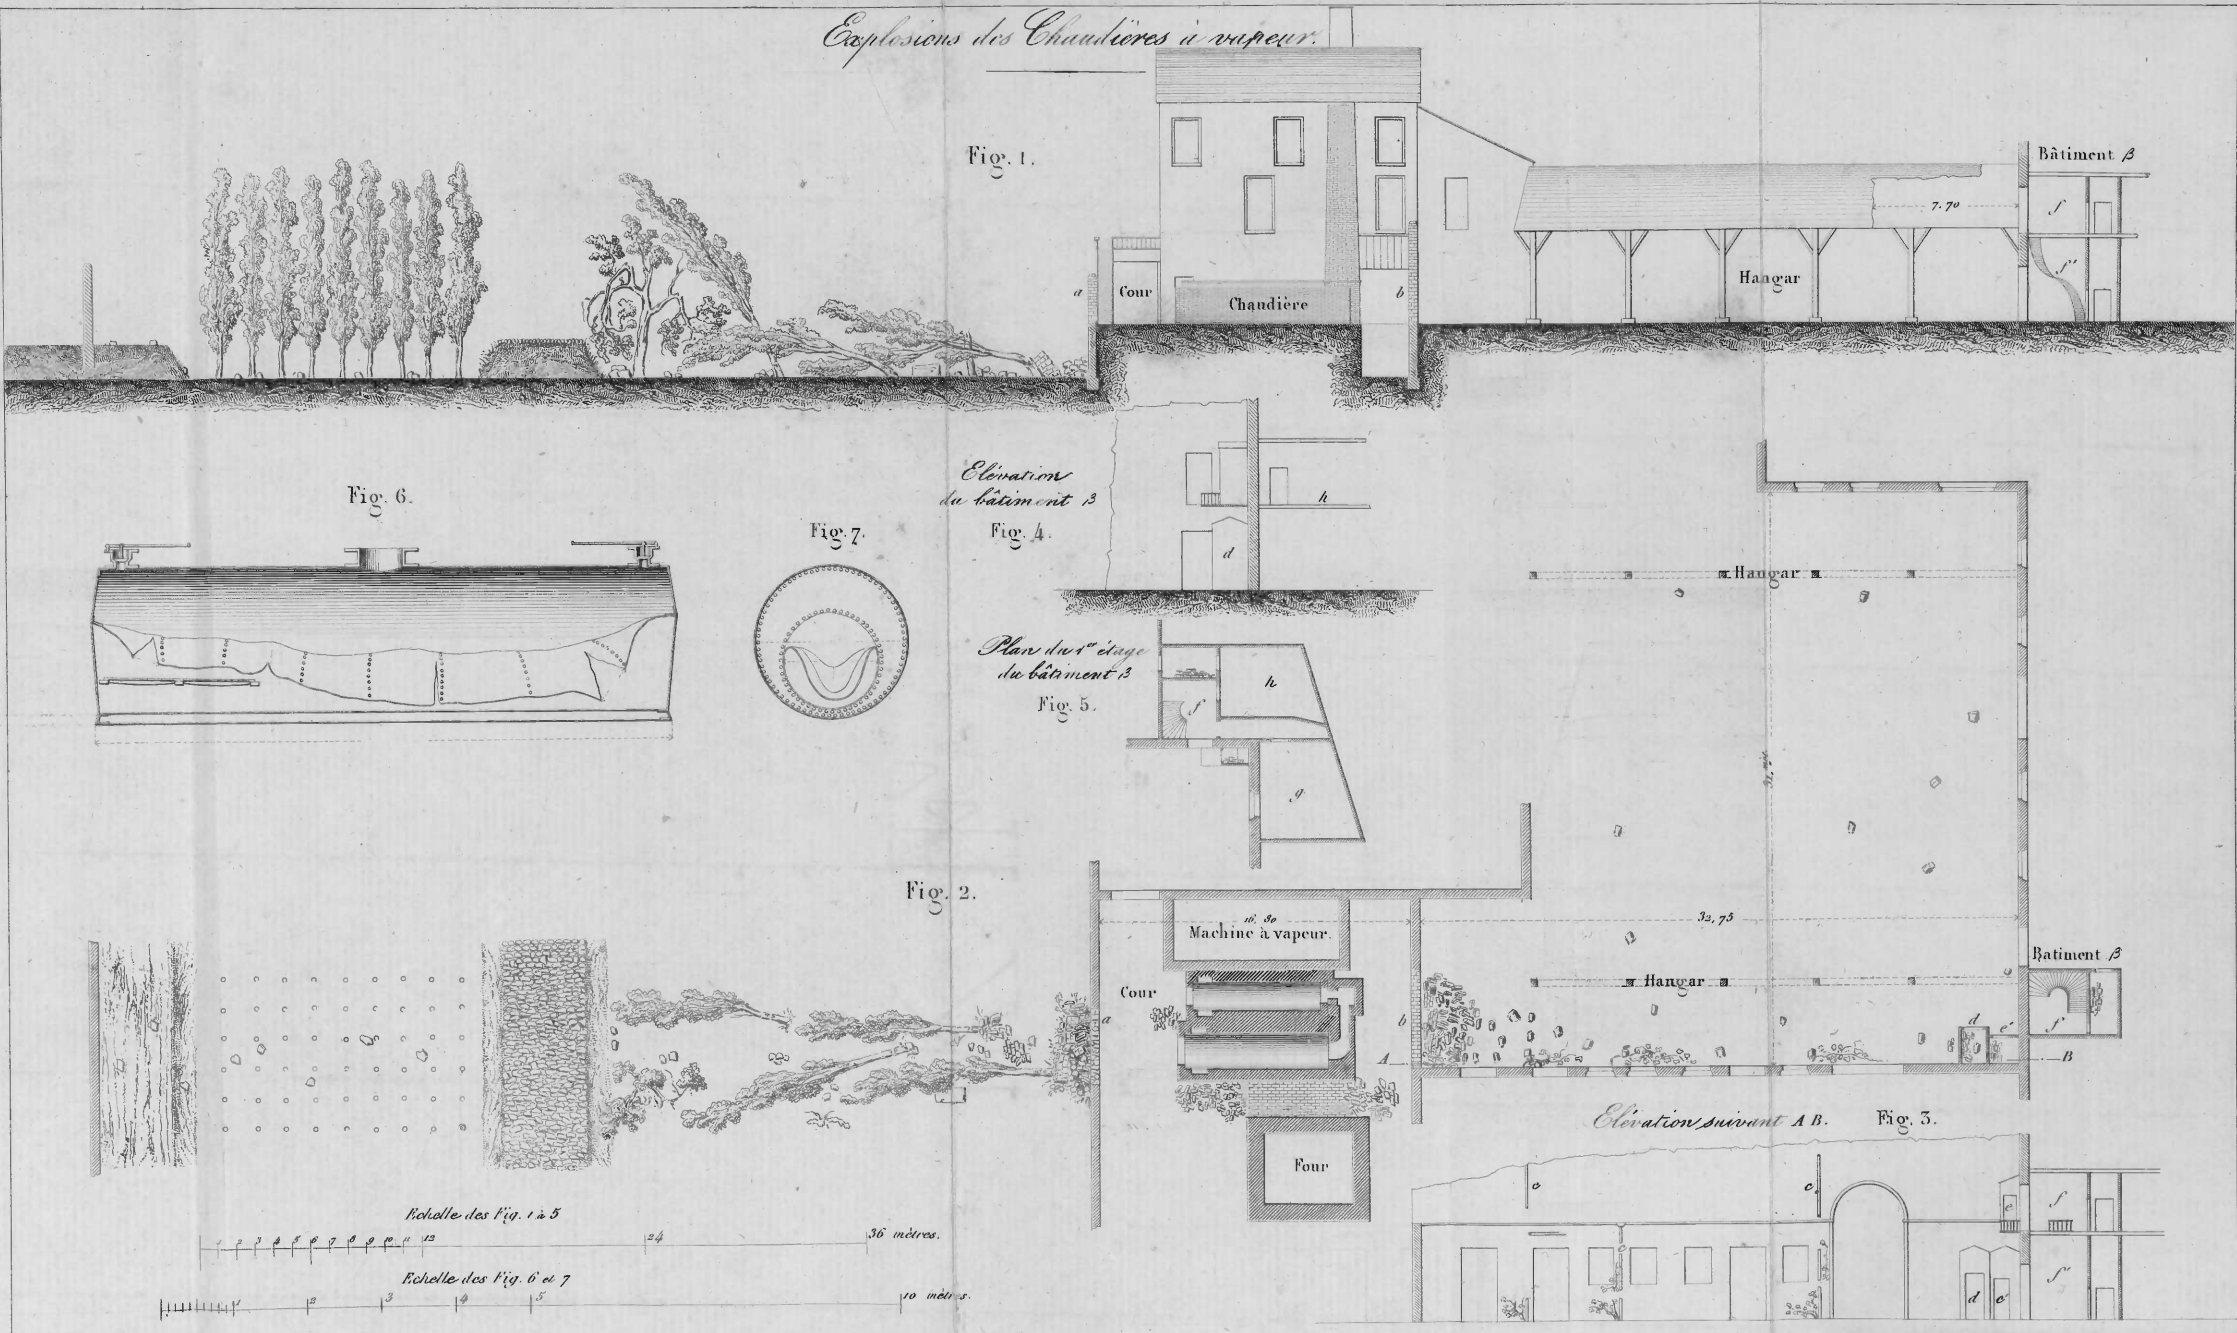 Explosions des Chaudières à vapeur.
Fig. 1.
Bâtiment β
7.70
f
f'
Hangar
a
Cour
Chaudière
b
Fig. 6.
Fig. 7.
Elévation
du bâtiment β
Fig. 4.
h
d
Plan du 1er étage
du bâtiment β
Fig. 5.
h
f
g
Hangar
Fig. 2.
16,80
Machine à vapeur.
32,75
Cour
a
b
A
Hangar
Batiment β
f
d
e'
B
Four
Elévation suivant A B.
Fig. 3.
c
c
e
f
f'
d
e'
Echelle des Fig. 1 à 5
1 2 3 4 5 6 7 8 9 10 11 12 24 36 mètres.
Echelle des Fig. 6 et 7
1 2 3 4 5 10 mètres.